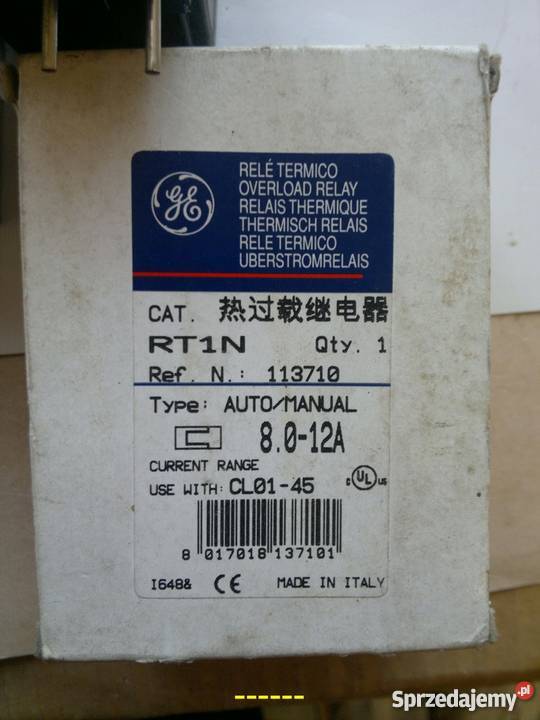 GE
RELÉ TERMICO
OVERLOAD RELAY
RELAIS THERMIQUE
THERMISCH RELAIS
RELE TERMICO
UBERSTROMRELAIS
CAT. 热过载继电器
RT1N Qty. 1
Ref. N.: 113710
Type: AUTO/MANUAL
8.0-12A
CURRENT RANGE
USE WITH: CL01-45
c UL us
8 017018 137101
I648& CE MADE IN ITALY
Sprzedajemy.pl